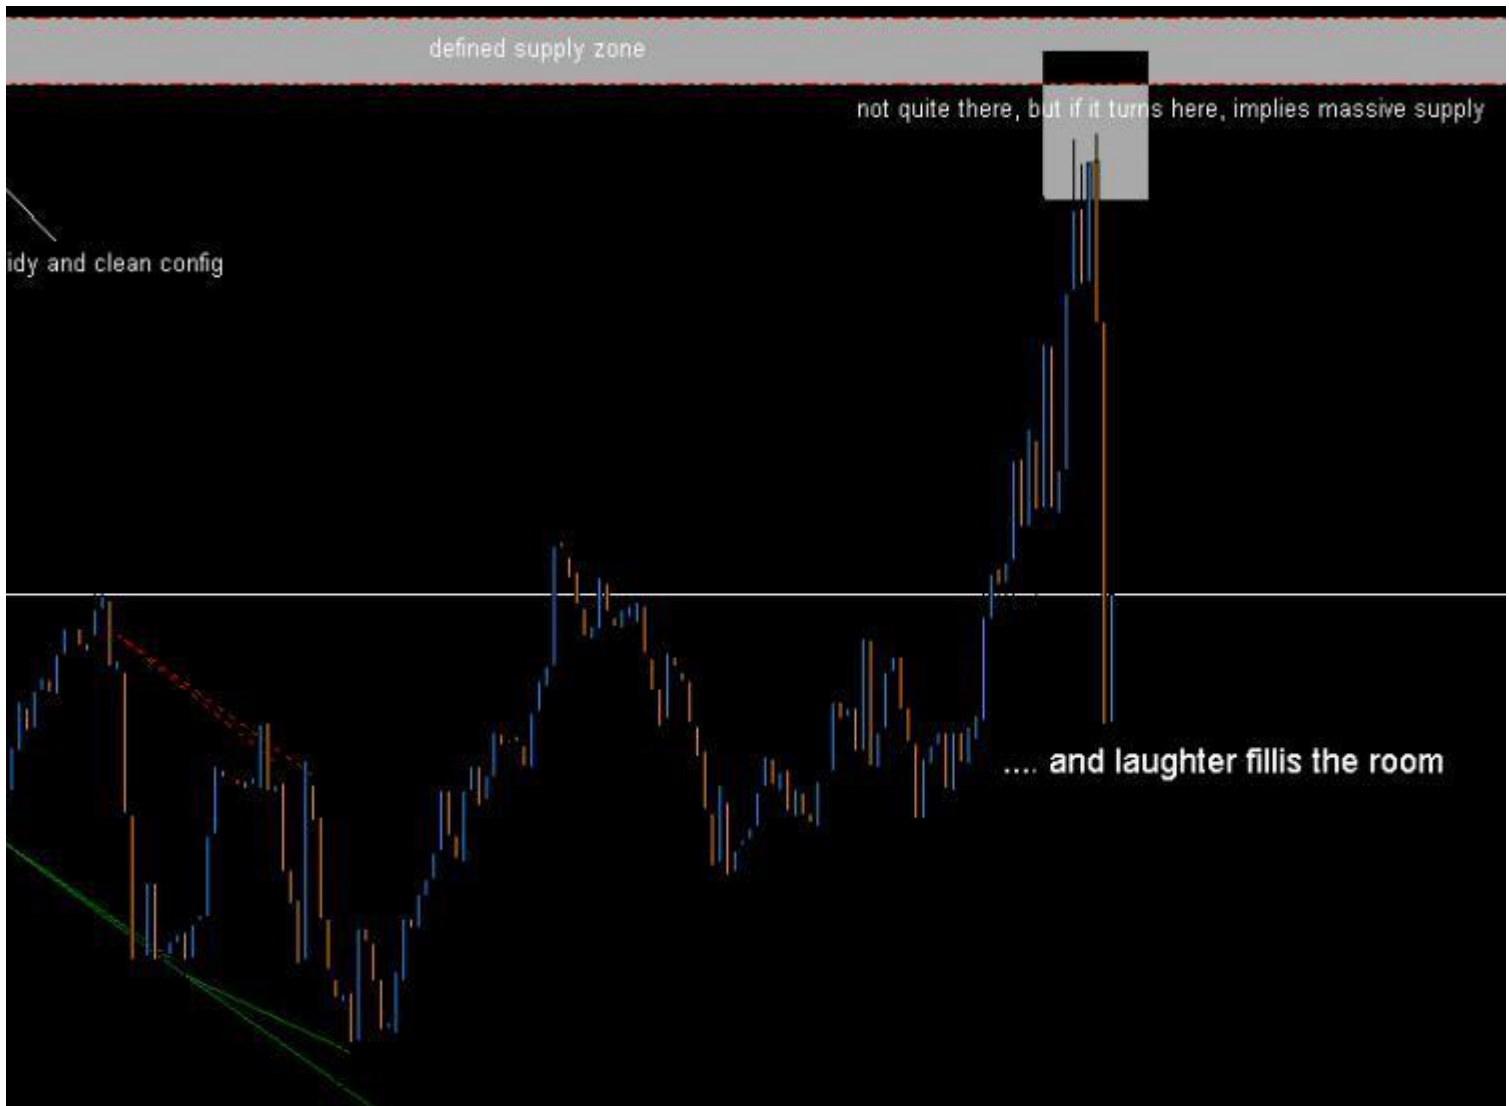 defined supply zone
not quite there, but if it turns here, implies massive supply
idy and clean config
.... and laughter fillis the room